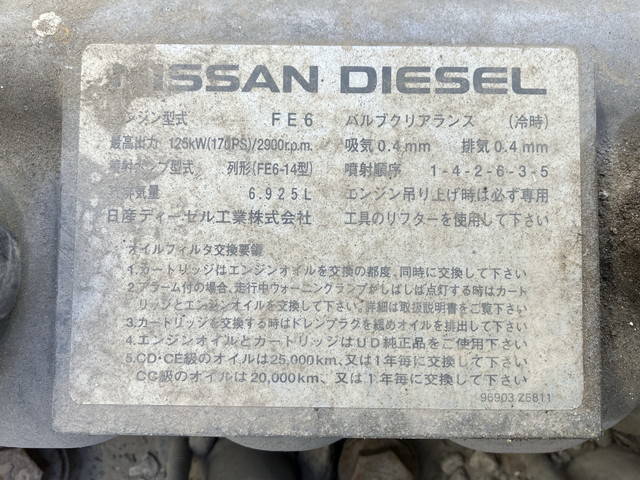 NISSAN DIESEL
エンジン型式 FE6
最高出力 125kW(170PS)/2900r.p.m.
噴射ポンプ型式 列形(FE6-14型)
総排気量 6.925L
日産ディーゼル工業株式会社
バルブクリアランス (冷時)
吸気0.4mm 排気0.4mm
噴射順序 1-4-2-6-3-5
エンジン吊り上げ時は必ず専用
工具のリフターを使用して下さい
オイルフィルタ交換要領
1.カートリッジはエンジンオイルを交換の都度,同時に交換して下さい
2.アラーム付の場合,走行中ウォーニングランプがしばしば点灯する時はカート
リッジとエンジンオイルを交換して下さい。詳細は取扱説明書をご覧下さい
3.カートリッジを交換する時はドレンプラグを緩めオイルを排出して下さい
4.エンジンオイルとカートリッジはUD純正品をご使用下さい
5.CD·CE級のオイルは25,000km,又は1年毎に交換して下さい
CG級のオイルは20,000km,又は1年毎に交換して下さい
96903 Z5811